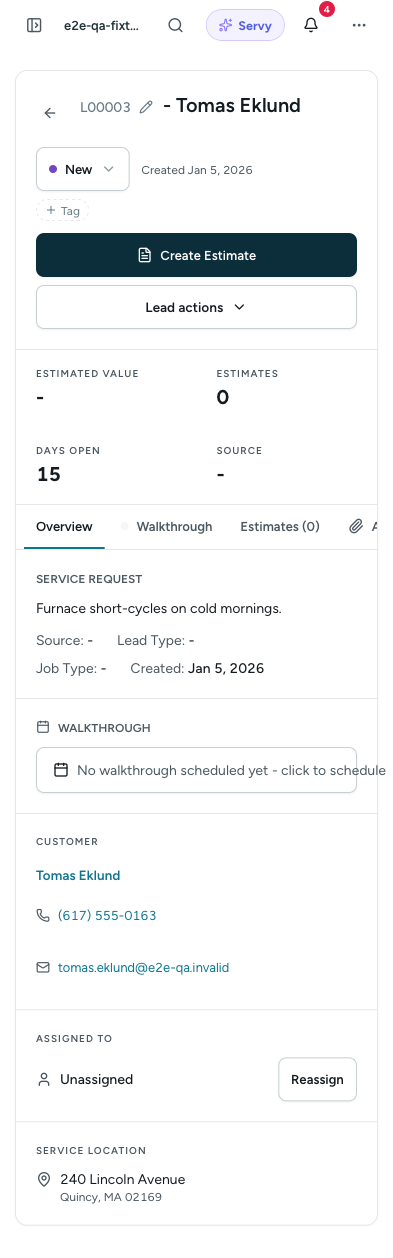 e2e-qa-fixt...
Servy
4
L00003 - Tomas Eklund
New
Created Jan 5, 2026
+ Tag
Create Estimate
Lead actions
ESTIMATED VALUE
-
ESTIMATES
0
DAYS OPEN
15
SOURCE
-
Overview Walkthrough Estimates (0) A
SERVICE REQUEST
Furnace short-cycles on cold mornings.
Source: - Lead Type: -
Job Type: - Created: Jan 5, 2026
WALKTHROUGH
No walkthrough scheduled yet - click to schedule
CUSTOMER
Tomas Eklund
(617) 555-0163
tomas.eklund@e2e-qa.invalid
ASSIGNED TO
Unassigned
Reassign
SERVICE LOCATION
240 Lincoln Avenue
Quincy, MA 02169